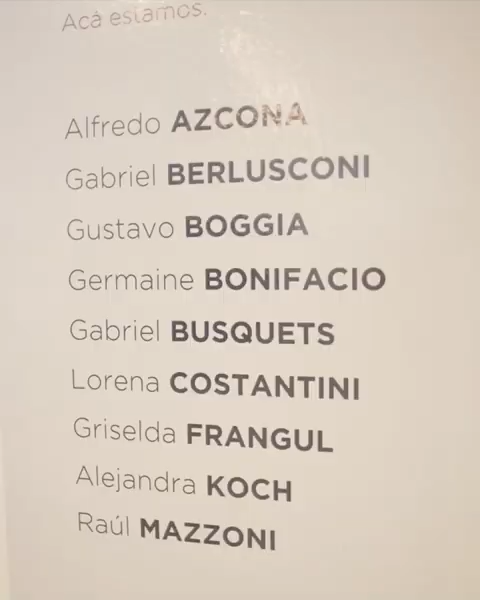 Acá estamos.
Alfredo AZCONA
Gabriel BERLUSCONI
Gustavo BOGGIA
Germaine BONIFACIO
Gabriel BUSQUETS
Lorena COSTANTINI
Griselda FRANGUL
Alejandra KOCH
Raúl MAZZONI